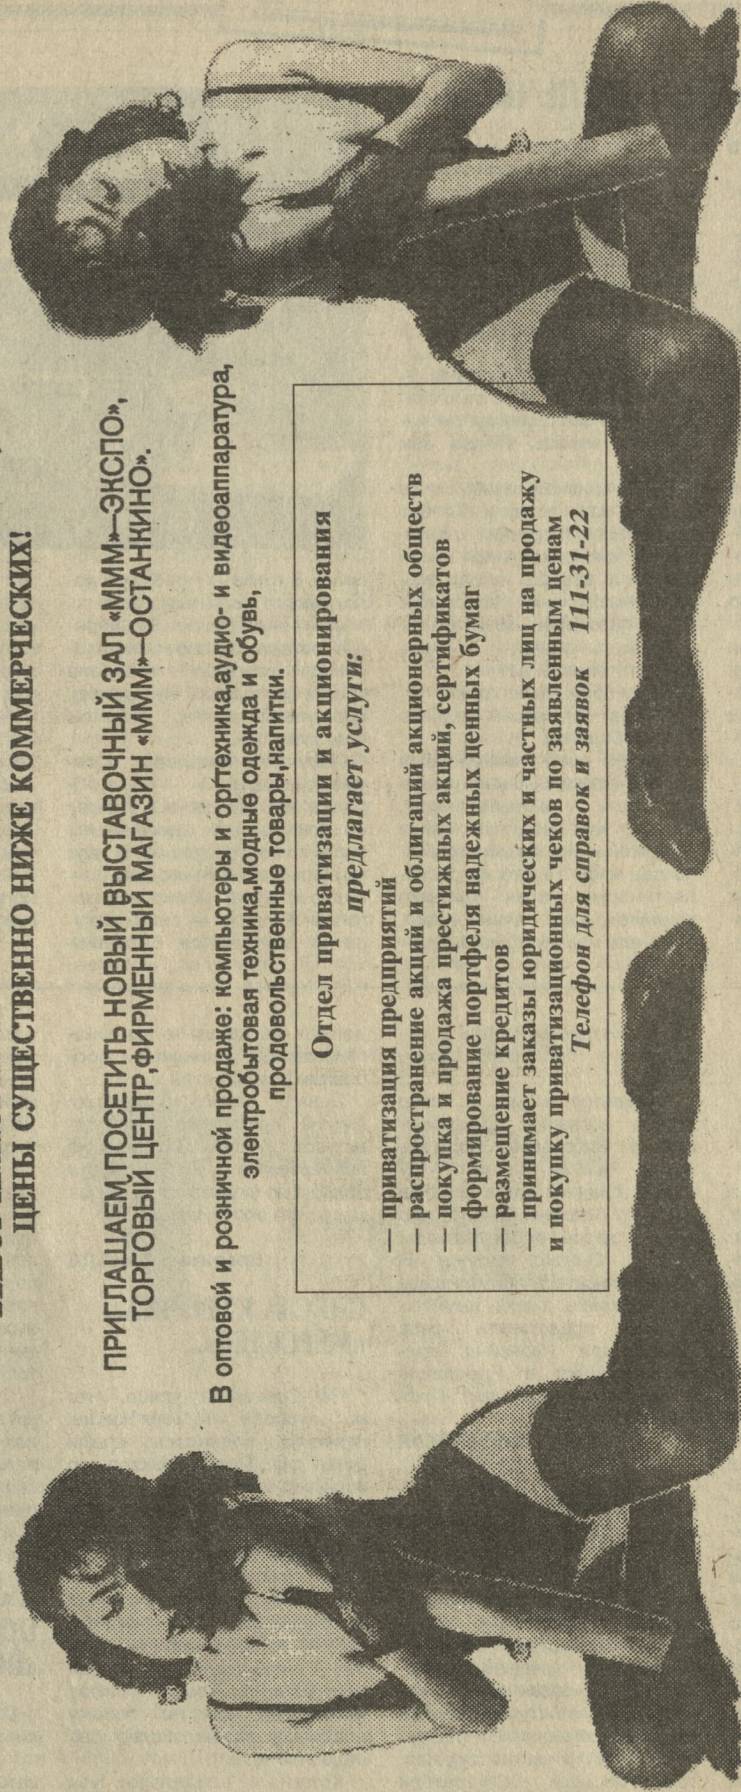 ЦЕНЫ СУЩЕСТВЕННО НИЖЕ КОММЕРЧЕСКИХ!
ПРИГЛАШАЕМ ПОСЕТИТЬ НОВЫЙ ВЫСТАВОЧНЫЙ ЗАЛ «МММ»—ЭКСПО»,
ТОРГОВЫЙ ЦЕНТР,ФИРМЕННЫЙ МАГАЗИН «МММ»—ОСТАНКИНО».
В оптовой и розничной продаже: компьютеры и оргтехника,аудио- и видеоаппаратура,
электробытовая техника,модные одежда и обувь,
продовольственные товары,напитки.
Отдел приватизации и акционирования
предлагает услуги:
— приватизация предприятий
— распространение акций и облигаций акционерных обществ
— покупка и продажа престижных акций, сертификатов
— формирование портфеля надежных ценных бумаг
— размещение кредитов
— принимает заказы юридических и частных лиц на продажу
и покупку приватизационных чеков по заявленным ценам
Телефон для справок и заявок 111-31-22